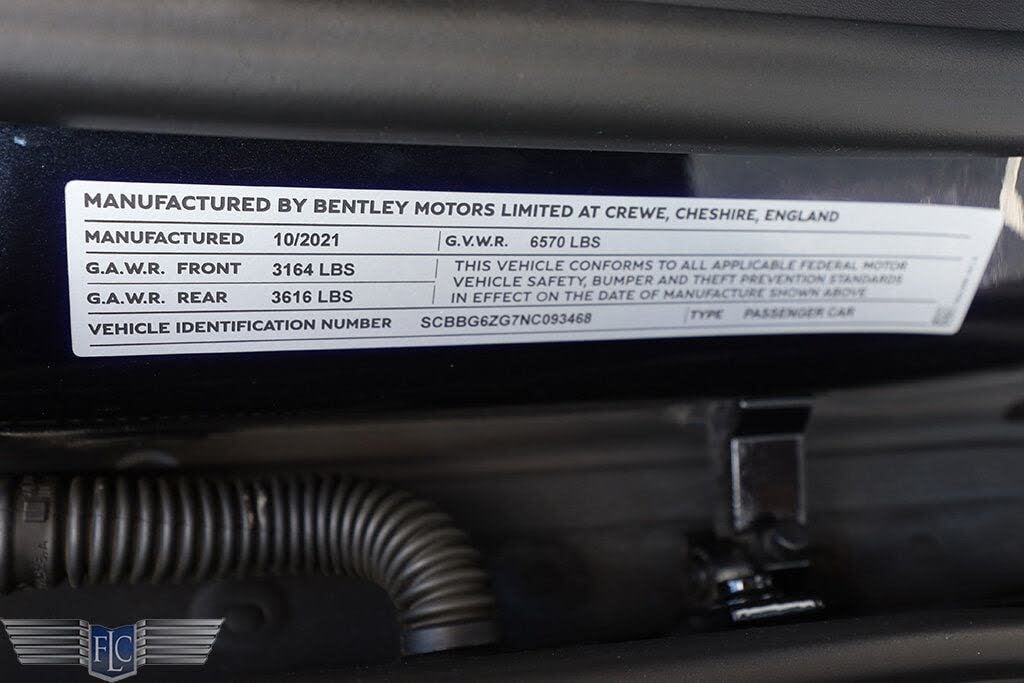 MANUFACTURED BY BENTLEY MOTORS LIMITED AT CREWE, CHESHIRE, ENGLAND
MANUFACTURED 10/2021 G.V.W.R. 6570 LBS
G.A.W.R. FRONT 3164 LBS
G.A.W.R. REAR 3616 LBS
THIS VEHICLE CONFORMS TO ALL APPLICABLE FEDERAL MOTOR
VEHICLE SAFETY, BUMPER AND THEFT PREVENTION STANDARDS
IN EFFECT ON THE DATE OF MANUFACTURE SHOWN ABOVE
VEHICLE IDENTIFICATION NUMBER SCBBG6ZG7NC093468 TYPE PASSENGER CAR
FLC